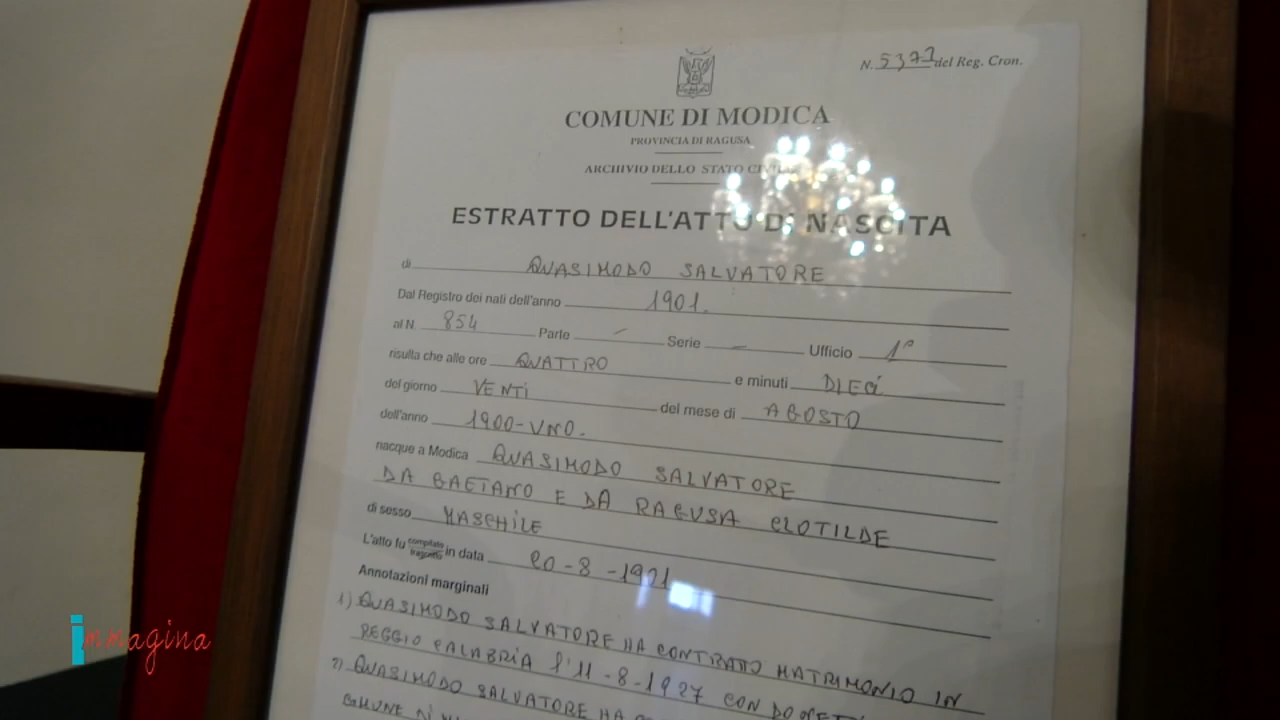 N. 5371 del Reg. Cron.
COMUNE DI MODICA
PROVINCIA DI RAGUSA
ARCHIVIO DELLO STATO CIVILE
ESTRATTO DELL'ATTO DI NASCITA
di QUASIMODO SALVATORE
Dal Registro dei nati dell'anno 1901.
al N. 854 Parte – Serie – Ufficio 1°
risulta che alle ore QUATTRO e minuti DIECI
del giorno VENTI del mese di AGOSTO
dell'anno 1900-UNO.
nacque a Modica QUASIMODO SALVATORE
DA GAETANO E DA RAGUSA CLOTILDE
di sesso MASCHILE
L'atto fu compilato trascritto in data 20-8-1901
Annotazioni marginali
1) QUASIMODO SALVATORE HA CONTRATTO MATRIMONIO IN
REGGIO CALABRIA l'11-8-1927 CON
2) QUASIMODO SALVATORE HA
immagina